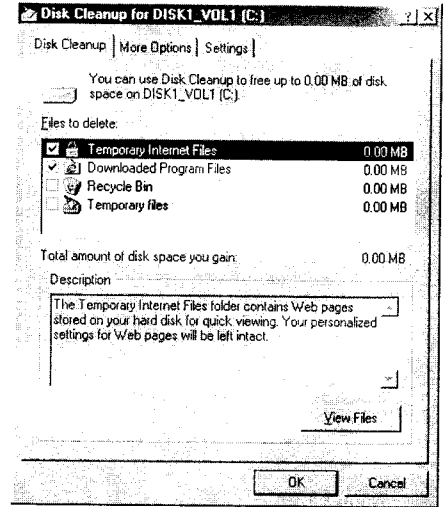 Disk Cleanup for DISK1_VOL1 (C:)
Disk Cleanup More Options Settings
You can use Disk Cleanup to free up to 0.00 MB of disk
space on DISK1_VOL1 (C:).
Files to delete:
Temporary Internet Files 0.00 MB
Downloaded Program Files 0.00 MB
Recycle Bin 0.00 MB
Temporary files 0.00 MB
Total amount of disk space you gain: 0.00 MB
Description
The Temporary Internet Files folder contains Web pages
stored on your hard disk for quick viewing. Your personalized
settings for Web pages will be left intact.
View Files
OK Cancel